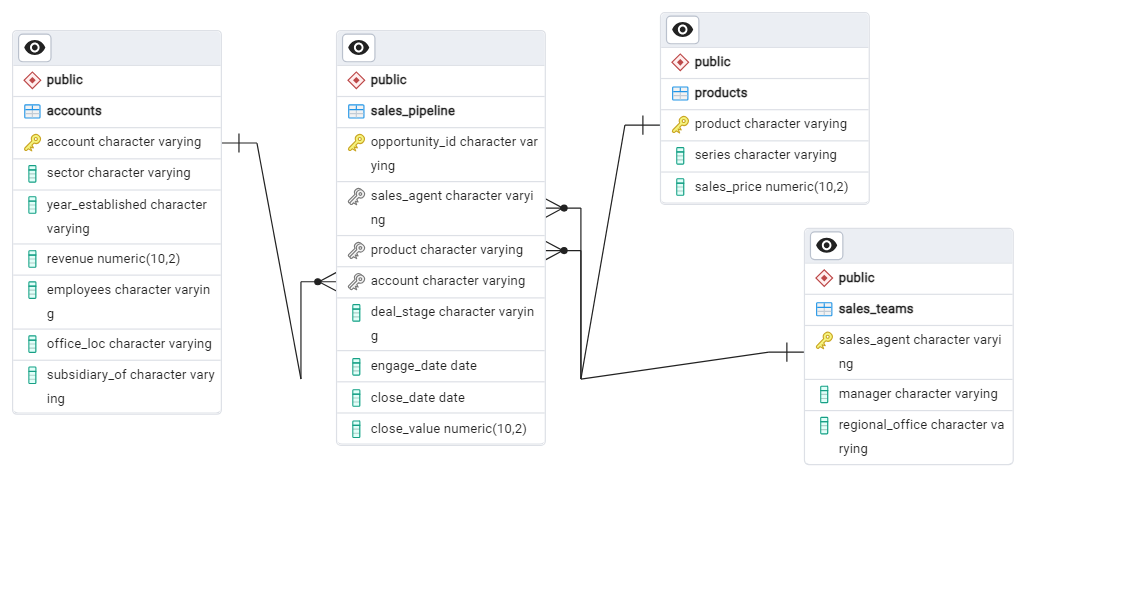 public
accounts
account character varying
sector character varying
year_established character
varying
revenue numeric(10,2)
employees character varyin
g
office_loc character varying
subsidiary_of character vary
ing
public
sales_pipeline
opportunity_id character var
ying
sales_agent character varyi
ng
product character varying
account character varying
deal_stage character varyin
g
engage_date date
close_date date
close_value numeric(10,2)
public
products
product character varying
series character varying
sales_price numeric(10,2)
public
sales_teams
sales_agent character varyi
ng
manager character varying
regional_office character va
rying